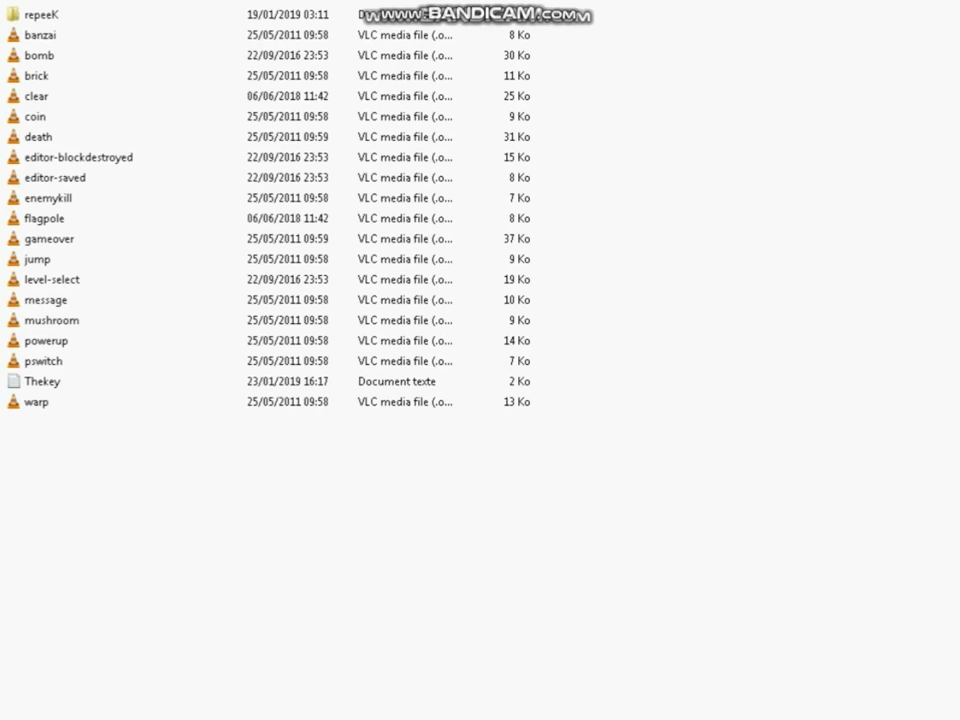 repeeK 19/01/2019 03:11 WWW.BANDICAM.COM
banzai 25/05/2011 09:58 VLC media file (.o... 8 Ko
bomb 22/09/2016 23:53 VLC media file (.o... 30 Ko
brick 25/05/2011 09:58 VLC media file (.o... 11 Ko
clear 06/06/2018 11:42 VLC media file (.o... 25 Ko
coin 25/05/2011 09:58 VLC media file (.o... 9 Ko
death 25/05/2011 09:59 VLC media file (.o... 31 Ko
editor-blockdestroyed 22/09/2016 23:53 VLC media file (.o... 15 Ko
editor-saved 22/09/2016 23:53 VLC media file (.o... 8 Ko
enemykill 25/05/2011 09:58 VLC media file (.o... 7 Ko
flagpole 06/06/2018 11:42 VLC media file (.o... 8 Ko
gameover 25/05/2011 09:59 VLC media file (.o... 37 Ko
jump 25/05/2011 09:58 VLC media file (.o... 9 Ko
level-select 22/09/2016 23:53 VLC media file (.o... 19 Ko
message 25/05/2011 09:58 VLC media file (.o... 10 Ko
mushroom 25/05/2011 09:58 VLC media file (.o... 9 Ko
powerup 25/05/2011 09:58 VLC media file (.o... 14 Ko
pswitch 25/05/2011 09:58 VLC media file (.o... 7 Ko
Thekey 23/01/2019 16:17 Document texte 2 Ko
warp 25/05/2011 09:58 VLC media file (.o... 13 Ko